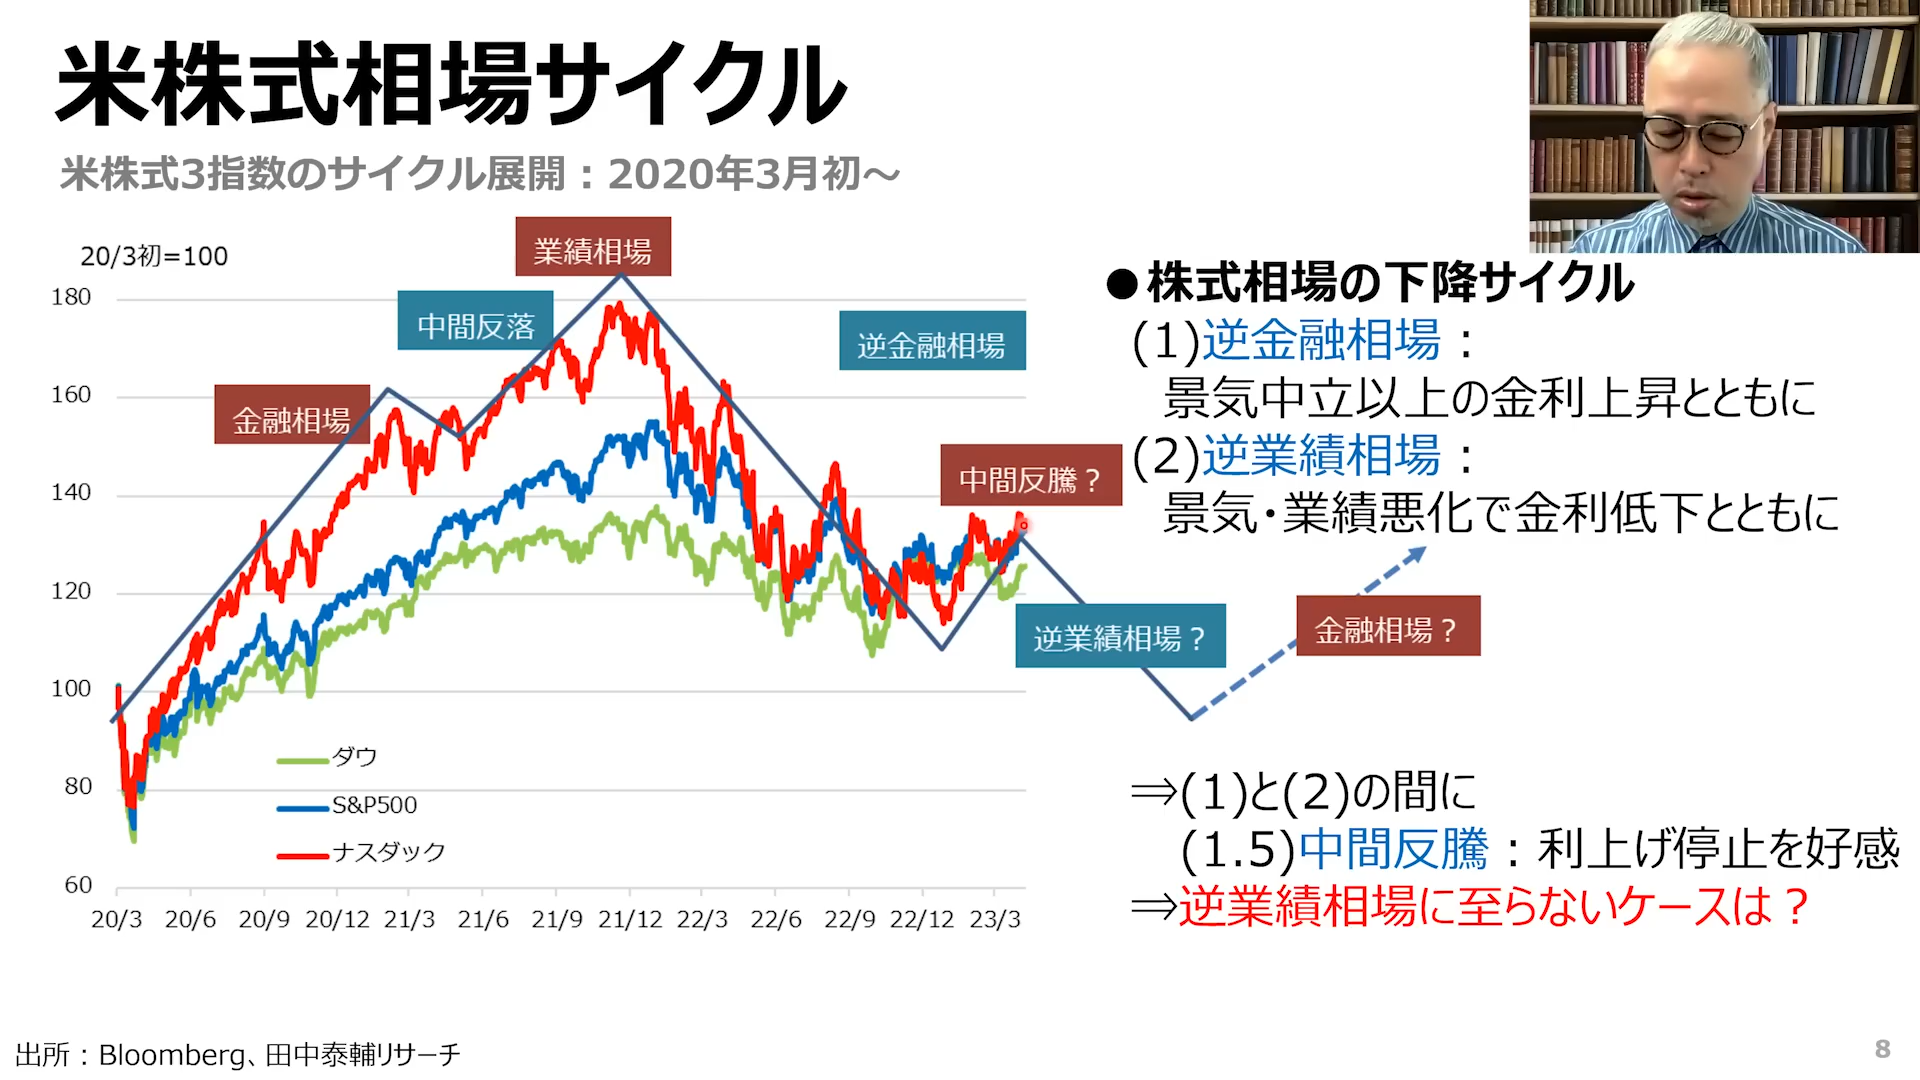 米株式相場サイクル
米株式3指数のサイクル展開：2020年3月初～
20/3初=100
180
160
140
120
100
80
60
20/3 20/6 20/9 20/12 21/3 21/6 21/9 21/12 22/3 22/6 22/9 22/12 23/3
金融相場
中間反落
業績相場
逆金融相場
中間反騰？
逆業績相場？
金融相場？
ダウ
S&P500
ナスダック
●株式相場の下降サイクル
(1)逆金融相場：
景気中立以上の金利上昇とともに
(2)逆業績相場：
景気・業績悪化で金利低下とともに
⇒(1)と(2)の間に
(1.5)中間反騰：利上げ停止を好感
⇒逆業績相場に至らないケースは？
出所：Bloomberg、田中泰輔リサーチ
8